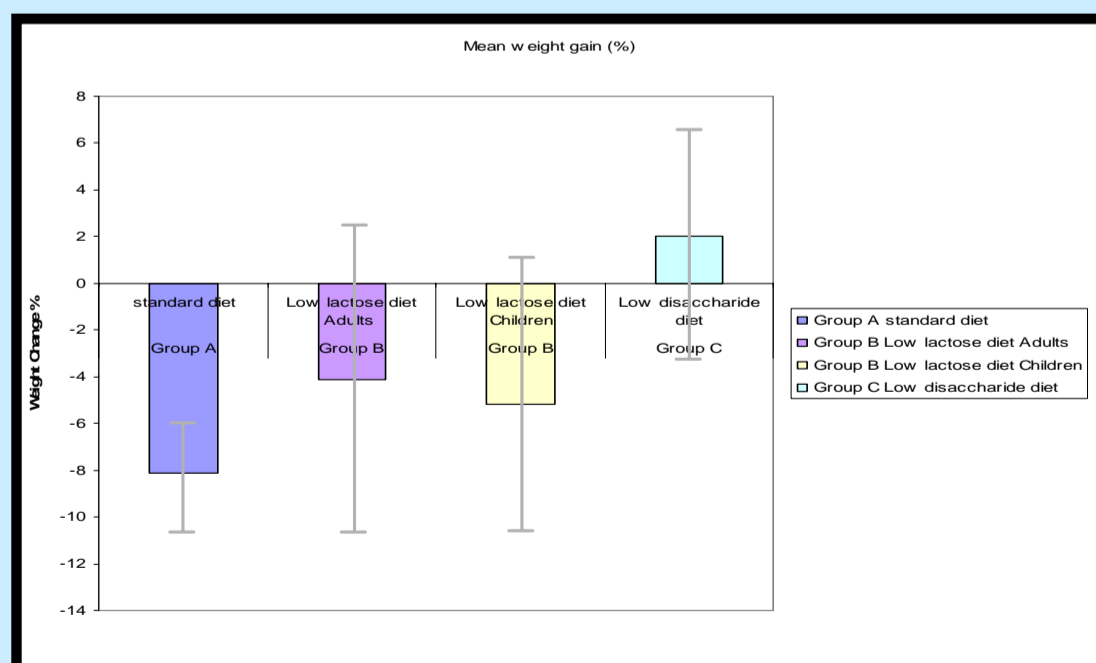 Mean weight gain (%)
8
6
4
2
0
-2
-4
-6
-8
-10
-12
-14
Weight Change %
standard diet
Group A
Low lactose diet
Adults
Group B
Low lactose diet
Children
Group B
Low disaccharide
diet
Group C
Group A standard diet
Group B Low lactose diet Adults
Group B Low lactose diet Children
Group C Low disaccharide diet